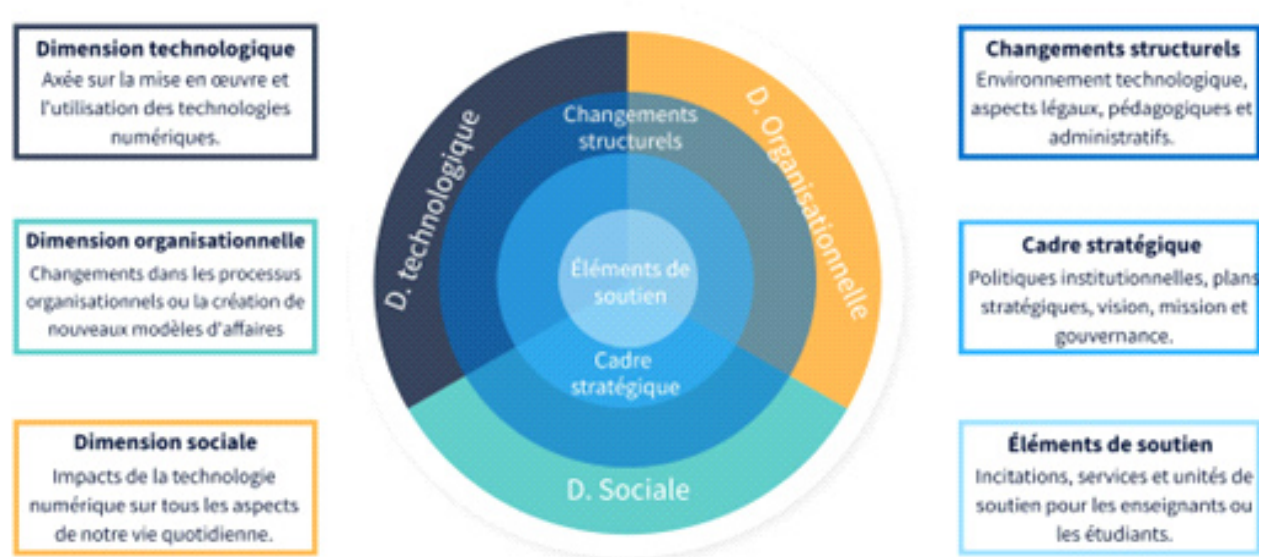 Dimension technologique
Axée sur la mise en œuvre et
l'utilisation des technologies
numériques.
Dimension organisationnelle
Changements dans les processus
organisationnels ou la création de
nouveaux modèles d'affaires
Dimension sociale
Impacts de la technologie
numérique sur tous les aspects
de notre vie quotidienne.
D. technologique
D. Organisationnelle
Changements
structurels
Éléments de
soutien
Cadre
stratégique
D. Sociale
Changements structurels
Environnement technologique,
aspects légaux, pédagogiques et
administratifs.
Cadre stratégique
Politiques institutionnelles, plans
stratégiques, vision, mission et
gouvernance.
Éléments de soutien
Incitations, services et unités de
soutien pour les enseignants ou
les étudiants.